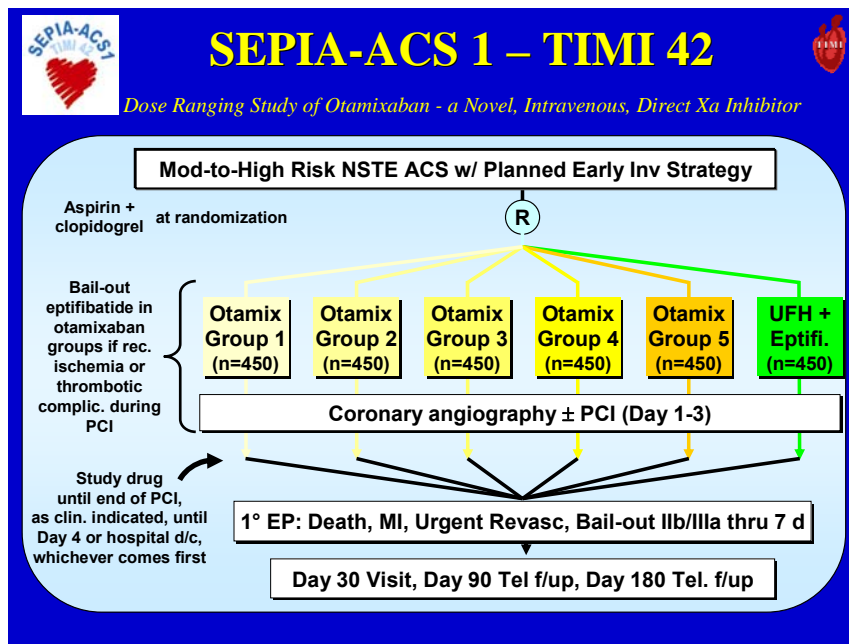 SEPIA-ACS1
TIMI 42
SEPIA-ACS 1 – TIMI 42
TIMI
Dose Ranging Study of Otamixaban - a Novel, Intravenous, Direct Xa Inhibitor
Mod-to-High Risk NSTE ACS w/ Planned Early Inv Strategy
Aspirin +
clopidogrel
at randomization
R
Bail-out
eptifibatide in
otamixaban
groups if rec.
ischemia or
thrombotic
complic. during
PCI
Otamix
Group 1
(n=450)
Otamix
Group 2
(n=450)
Otamix
Group 3
(n=450)
Otamix
Group 4
(n=450)
Otamix
Group 5
(n=450)
UFH +
Eptifi.
(n=450)
Coronary angiography ± PCI (Day 1-3)
Study drug
until end of PCI,
as clin. indicated, until
Day 4 or hospital d/c,
whichever comes first
1° EP: Death, MI, Urgent Revasc, Bail-out IIb/IIIa thru 7 d
Day 30 Visit, Day 90 Tel f/up, Day 180 Tel. f/up